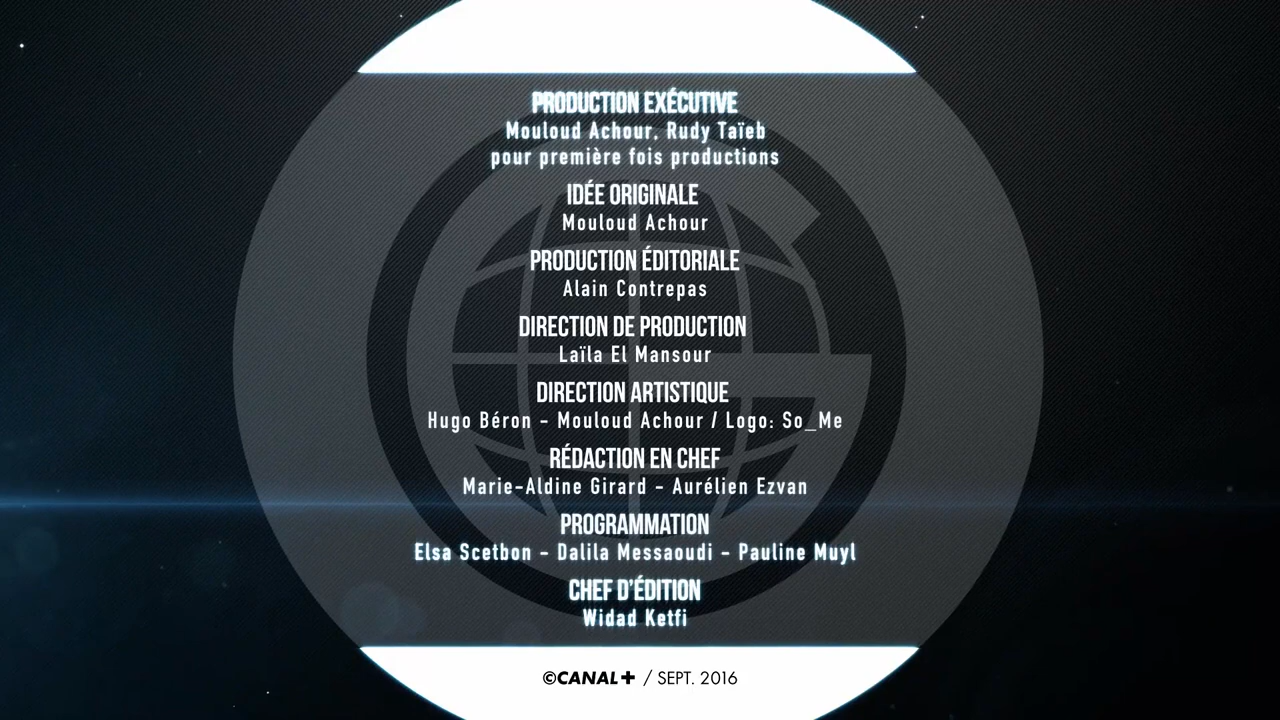 PRODUCTION EXÉCUTIVE
Mouloud Achour, Rudy Taïeb
pour première fois productions
IDÉE ORIGINALE
Mouloud Achour
PRODUCTION ÉDITORIALE
Alain Contrepas
DIRECTION DE PRODUCTION
Laïla El Mansour
DIRECTION ARTISTIQUE
Hugo Béron - Mouloud Achour / Logo: So_Me
RÉDACTION EN CHEF
Marie-Aldine Girard - Aurélien Ezvan
PROGRAMMATION
Elsa Scetbon - Dalila Messaoudi - Pauline Muyl
CHEF D'ÉDITION
Widad Ketfi
©CANAL+ / SEPT. 2016